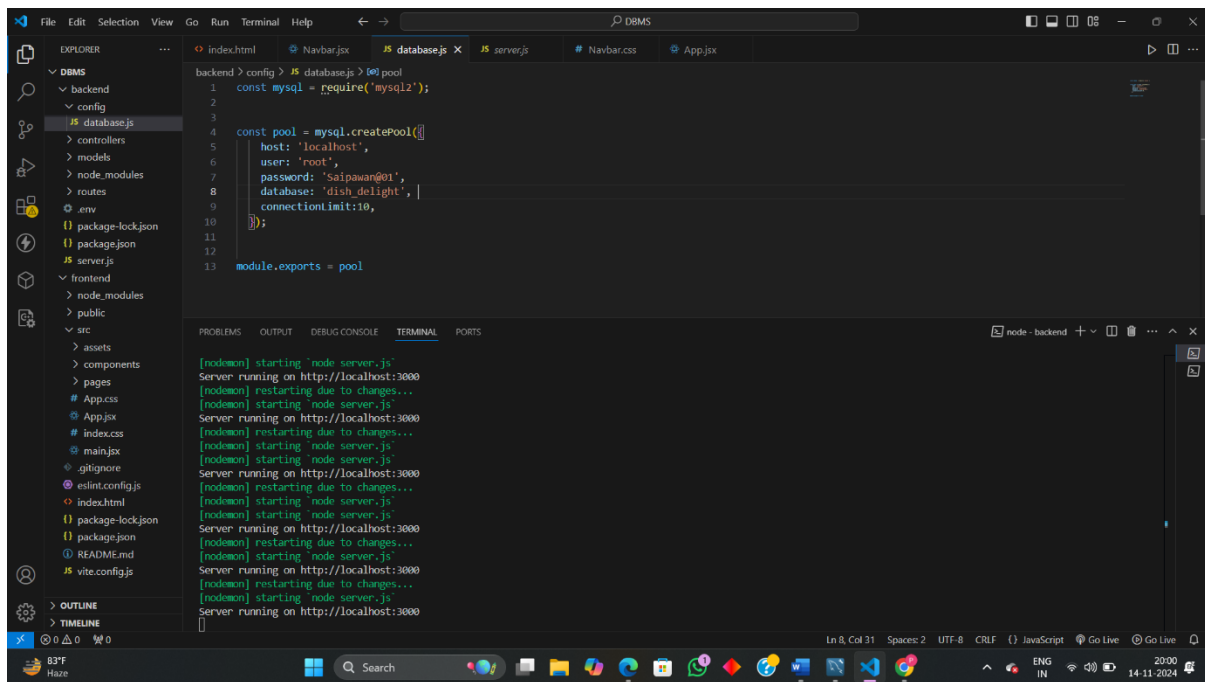 File Edit Selection View Go Run Terminal Help
DBMS
EXPLORER
index.html
Navbar.jsx
JS database.js
JS server.js
# Navbar.css
App.jsx
DBMS
backend
config
JS database.js
controllers
models
node_modules
routes
.env
{} package-lock.json
{} package.json
JS server.js
frontend
node_modules
public
src
assets
components
pages
# App.css
App.jsx
# index.css
main.jsx
.gitignore
eslint.config.js
index.html
{} package-lock.json
{} package.json
README.md
JS vite.config.js
OUTLINE
TIMELINE
backend > config > JS database.js > pool
1 const mysql = require('mysql2');
2
3
4 const pool = mysql.createPool({
5 host: 'localhost',
6 user: 'root',
7 password: 'Saipawan@01',
8 database: 'dish_delight',
9 connectionLimit:10,
10 });
11
12
13 module.exports = pool
PROBLEMS OUTPUT DEBUG CONSOLE TERMINAL PORTS
node - backend
[nodemon] starting `node server.js`
Server running on http://localhost:3000
[nodemon] restarting due to changes...
[nodemon] starting `node server.js`
Server running on http://localhost:3000
[nodemon] restarting due to changes...
[nodemon] starting `node server.js`
[nodemon] starting `node server.js`
Server running on http://localhost:3000
[nodemon] restarting due to changes...
[nodemon] starting `node server.js`
[nodemon] starting `node server.js`
Server running on http://localhost:3000
[nodemon] restarting due to changes...
[nodemon] starting `node server.js`
Server running on http://localhost:3000
[nodemon] restarting due to changes...
[nodemon] starting `node server.js`
Server running on http://localhost:3000
0 0 0
Ln 8, Col 31 Spaces: 2 UTF-8 CRLF {} JavaScript Go Live Go Live
83°F
Haze
Search
ENG
IN
20:00
14-11-2024